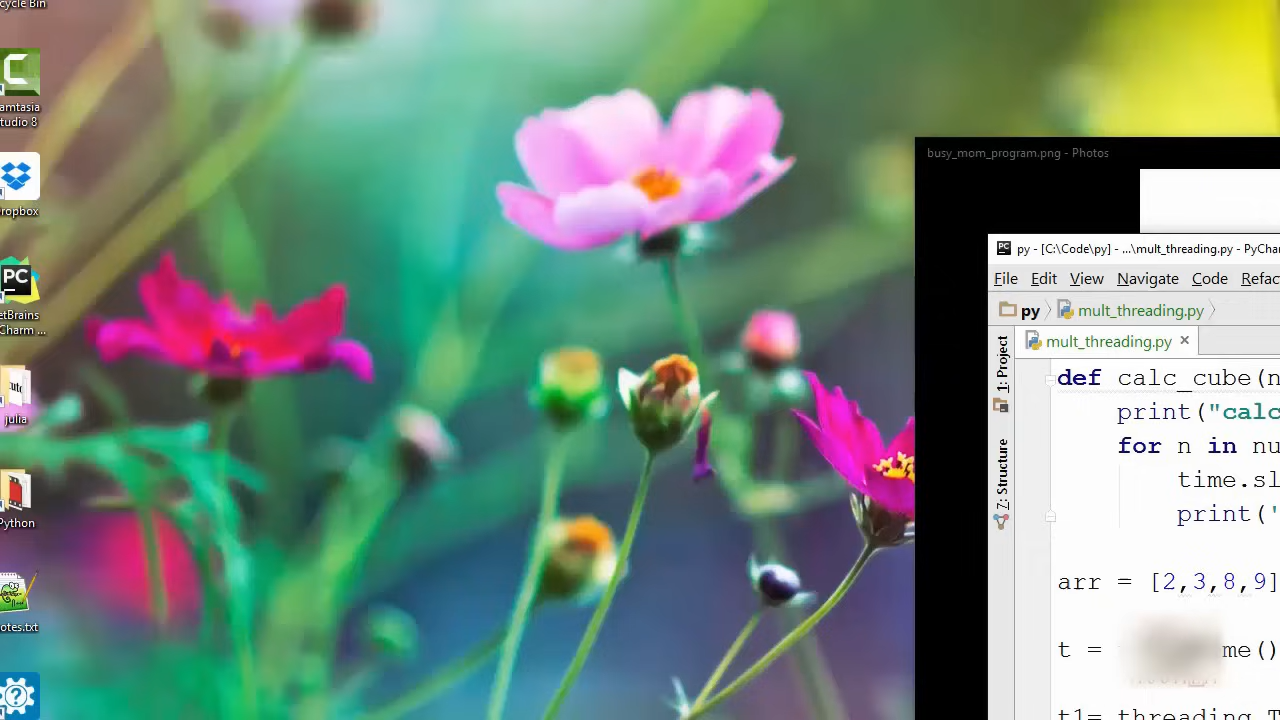 cycle Bin
amtasia
tudio 8
ropbox
PC
etBrains
Charm ...
julia
Python
otes.txt
busy_mom_program.png - Photos
PC py - [C:\Code\py] - ...\mult_threading.py - PyChar
File Edit View Navigate Code Refac
py mult_threading.py
mult_threading.py ×
1: Project
7: Structure
def calc_cube(n
print("calc
for n in nu
time.sl
print('
arr = [2,3,8,9]
t = me()
t1= threading.T